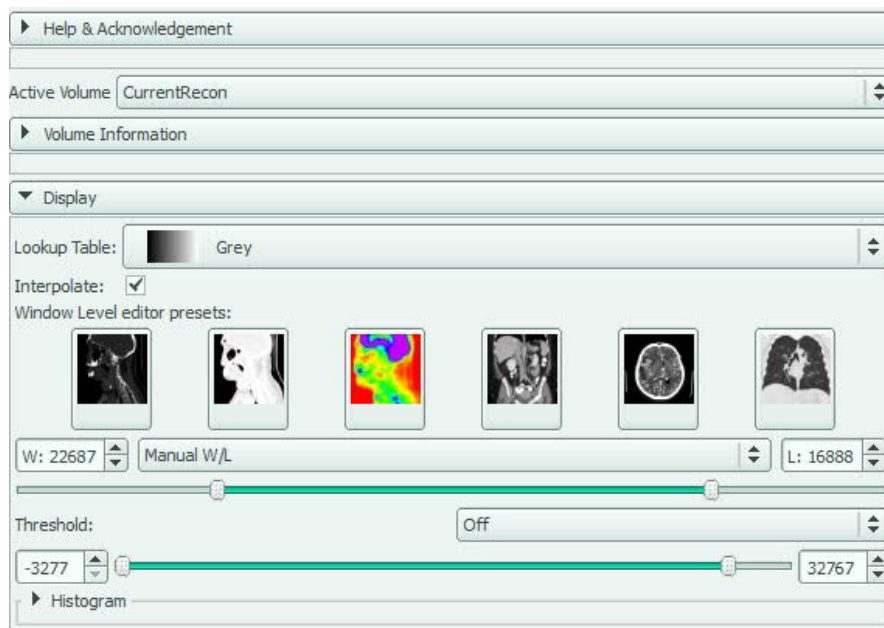 Help & Acknowledgement
Active Volume CurrentRecon
Volume Information
Display
Lookup Table: Grey
Interpolate:
Window Level editor presets:
W: 22687 Manual W/L L: 16888
Threshold: Off
-3277 32767
Histogram